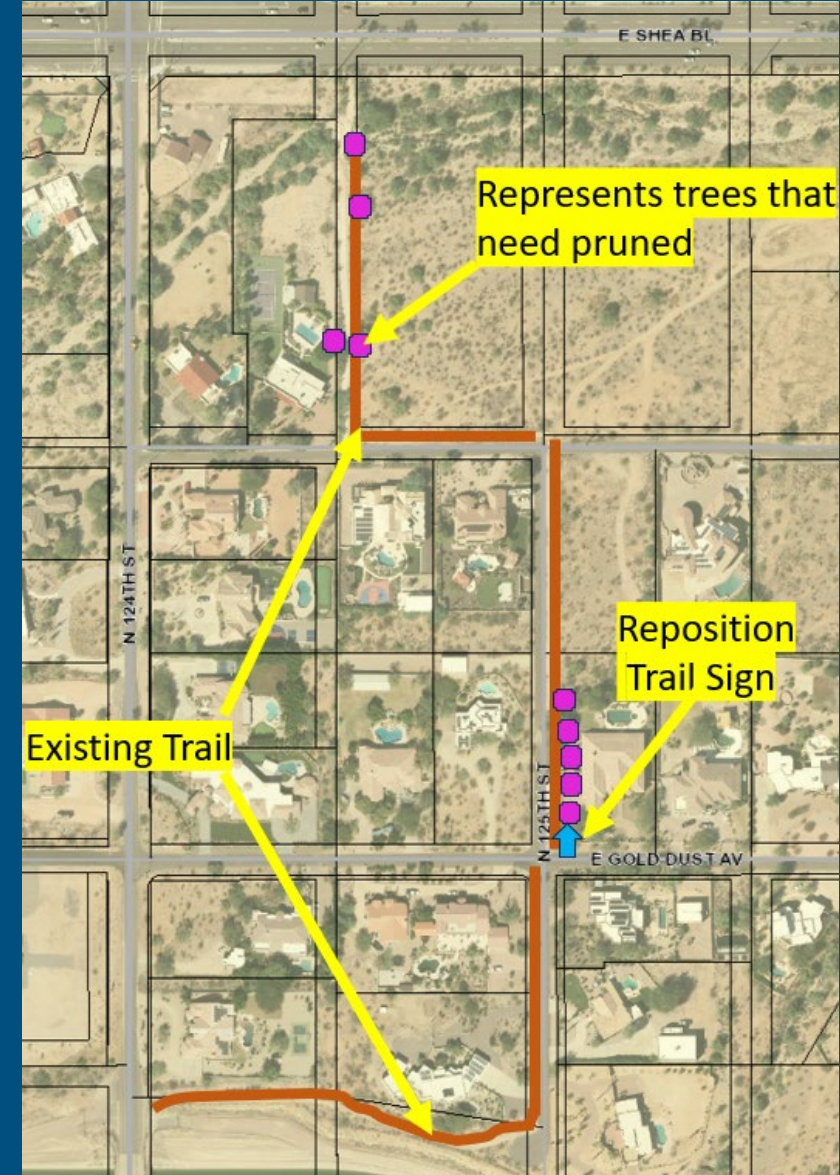 E SHEA BL
Represents trees that
need pruned
N 124TH ST
Reposition
Trail Sign
Existing Trail
N 125TH ST
E GOLD DUST AV